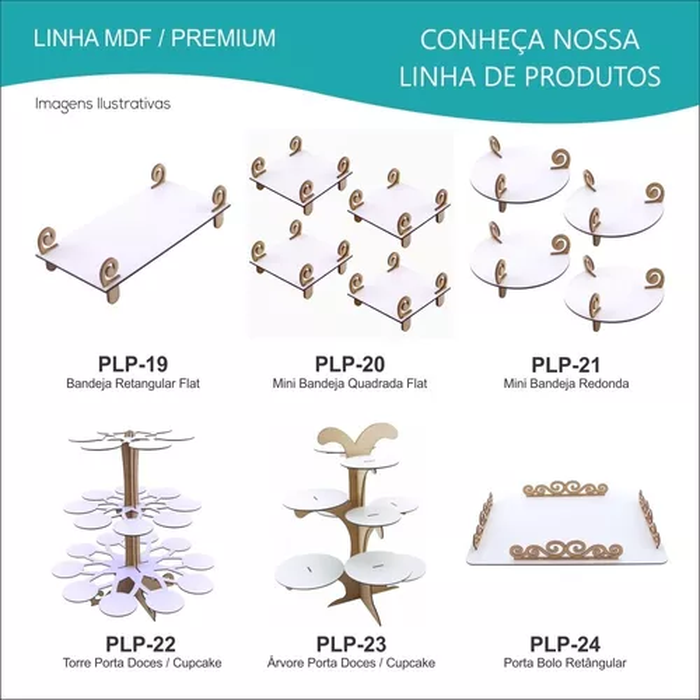 LINHA MDF / PREMIUM
CONHEÇA NOSSA
LINHA DE PRODUTOS
Imagens Ilustrativas
PLP-19
Bandeja Retangular Flat
PLP-20
Mini Bandeja Quadrada Flat
PLP-21
Mini Bandeja Redonda
PLP-22
Torre Porta Doces / Cupcake
PLP-23
Árvore Porta Doces / Cupcake
PLP-24
Porta Bolo Retângular